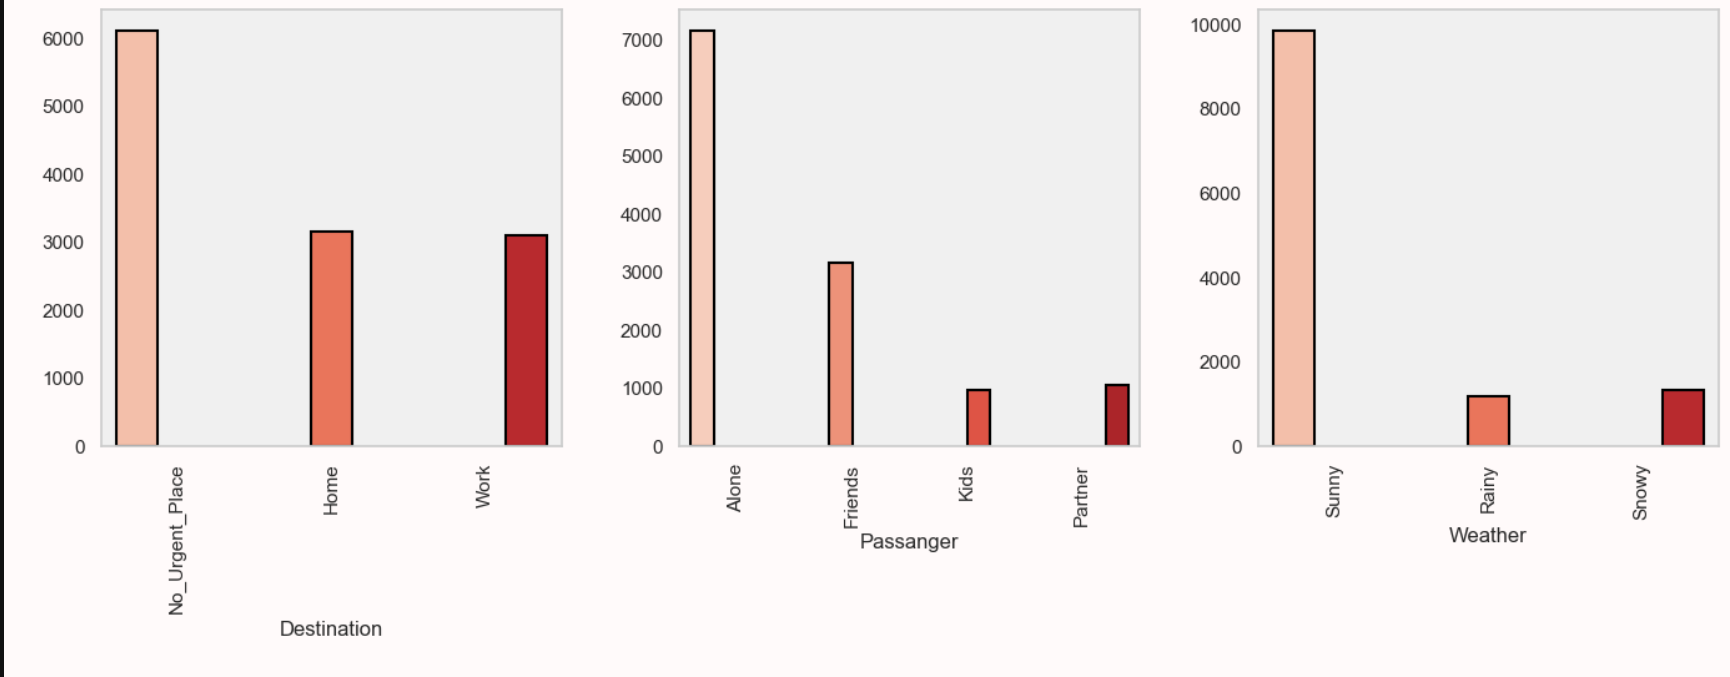 6000
5000
4000
3000
2000
1000
0
No_Urgent_Place
Home
Work
Destination
7000
6000
5000
4000
3000
2000
1000
0
Alone
Friends
Kids
Partner
Passanger
10000
8000
6000
4000
2000
0
Sunny
Rainy
Snowy
Weather